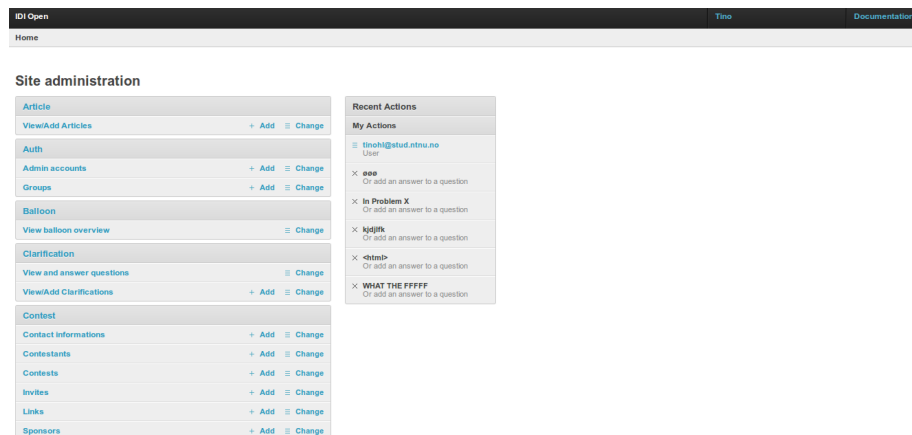 IDI Open Tino Documentation
Home
Site administration
Article
View/Add Articles + Add Change
Auth
Admin accounts + Add Change
Groups + Add Change
Balloon
View balloon overview Change
Clarification
View and answer questions Change
View/Add Clarifications + Add Change
Contest
Contact informations + Add Change
Contestants + Add Change
Contests + Add Change
Invites + Add Change
Links + Add Change
Sponsors + Add Change
Recent Actions
My Actions
tinohl@stud.ntnu.no
User
øøø
Or add an answer to a question
In Problem X
Or add an answer to a question
kjdjlfk
Or add an answer to a question
<html>
Or add an answer to a question
WHAT THE FFFFF
Or add an answer to a question